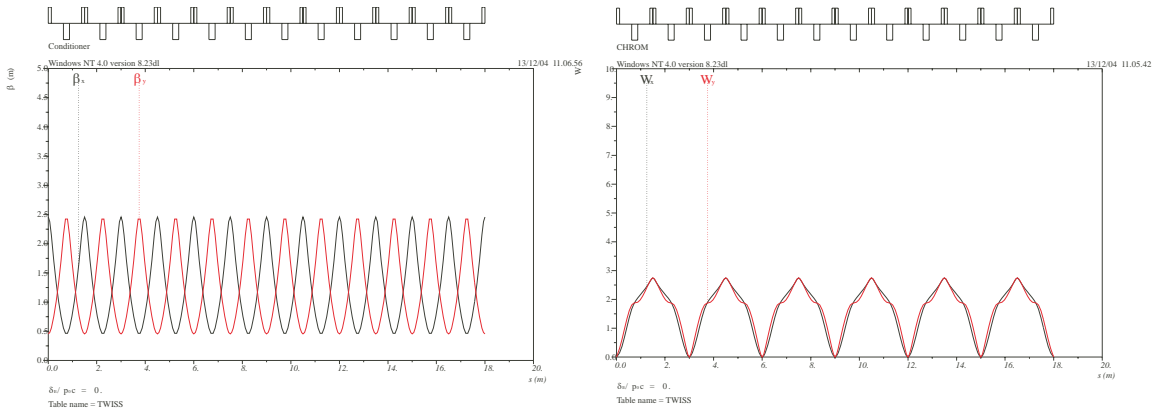 Conditioner
Windows NT 4.0 version 8.23dl 13/12/04 11.06.56
βx βy
β (m)
5.0
4.5
4.0
3.5
3.0
2.5
2.0
1.5
1.0
0.5
0.0
0.0 2. 4. 6. 8. 10. 12. 14. 16. 18. 20.
s (m)
δE/ p0c = 0.
Table name = TWISS
CHROM
Windows NT 4.0 version 8.23dl 13/12/04 11.05.42
Wx Wy
W
10.
9.
8.
7.
6.
5.
4.
3.
2.
1.
0.0
0.0 2. 4. 6. 8. 10. 12. 14. 16. 18. 20.
s (m)
δE/ p0c = 0.
Table name = TWISS